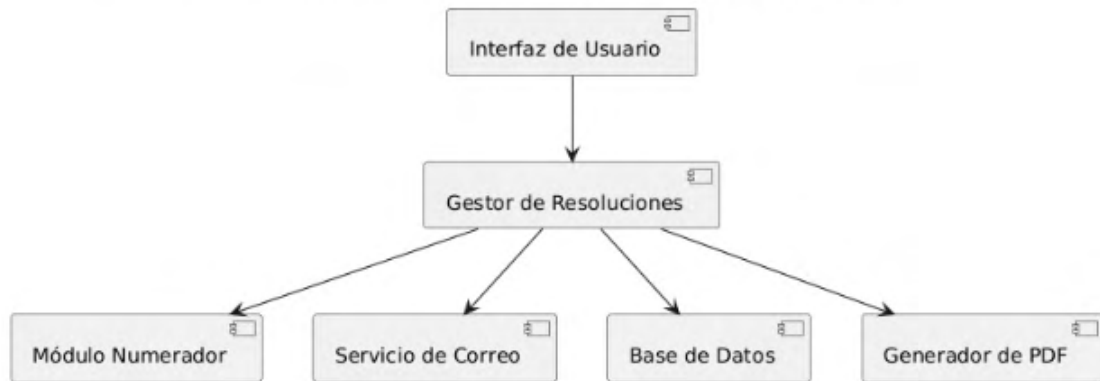 Interfaz de Usuario
Gestor de Resoluciones
Módulo Numerador
Servicio de Correo
Base de Datos
Generador de PDF